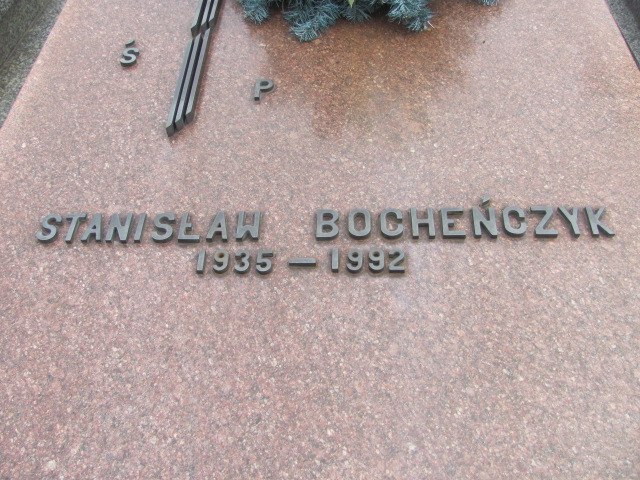 Ś P
STANISŁAW BOCHEŃCZYK
1935 – 1992